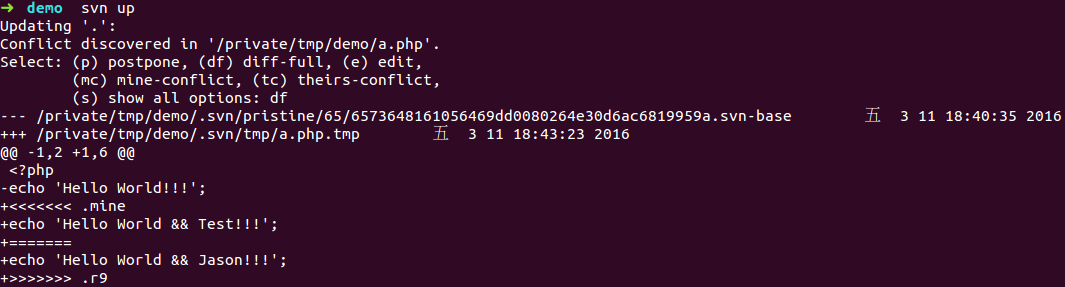 ➜  demo  svn up
Updating '.':
Conflict discovered in '/private/tmp/demo/a.php'.
Select: (p) postpone, (df) diff-full, (e) edit,
        (mc) mine-conflict, (tc) theirs-conflict,
        (s) show all options: df
--- /private/tmp/demo/.svn/pristine/65/6573648161056469dd0080264e30d6ac6819959a.svn-base        五  3 11 18:40:35 2016
+++ /private/tmp/demo/.svn/tmp/a.php.tmp        五  3 11 18:43:23 2016
@@ -1,2 +1,6 @@
 <?php
-echo 'Hello World!!!';
+<<<<<<< .mine
+echo 'Hello World && Test!!!';
+=======
+echo 'Hello World && Jason!!!';
+>>>>>>> .r9